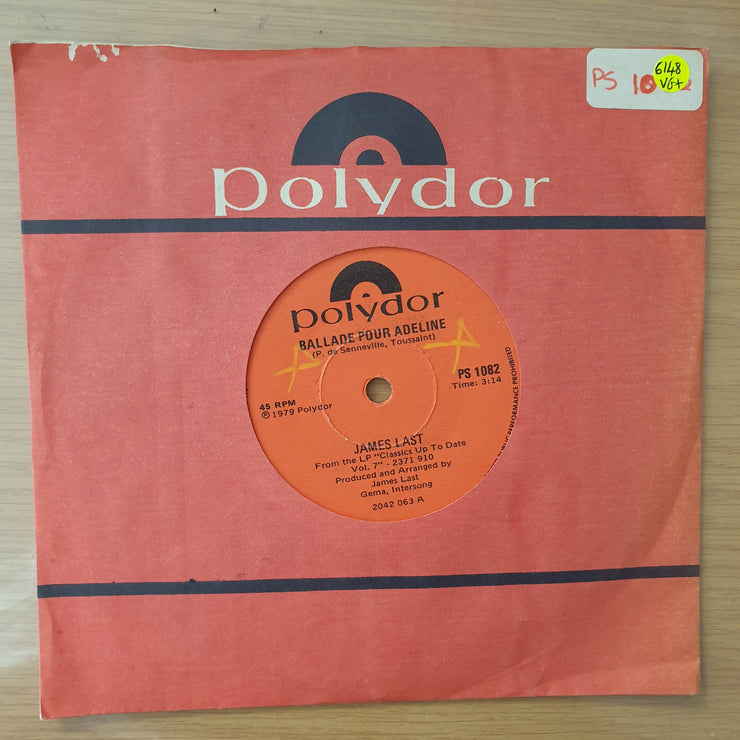 PS 10
6148
VG+
polydor
polydor
BALLADE POUR ADELINE
(P. de Senneville, Toussaint)
PS 1082
Time: 3:14
45 RPM
℗ 1979 Polydor
JAMES LAST
From the LP "Classics Up To Date
Vol. 7" - 2371 910
Produced and Arranged by
James Last
Gema, Intersong
2042 063 A
PERFORMANCE PROHIBITED